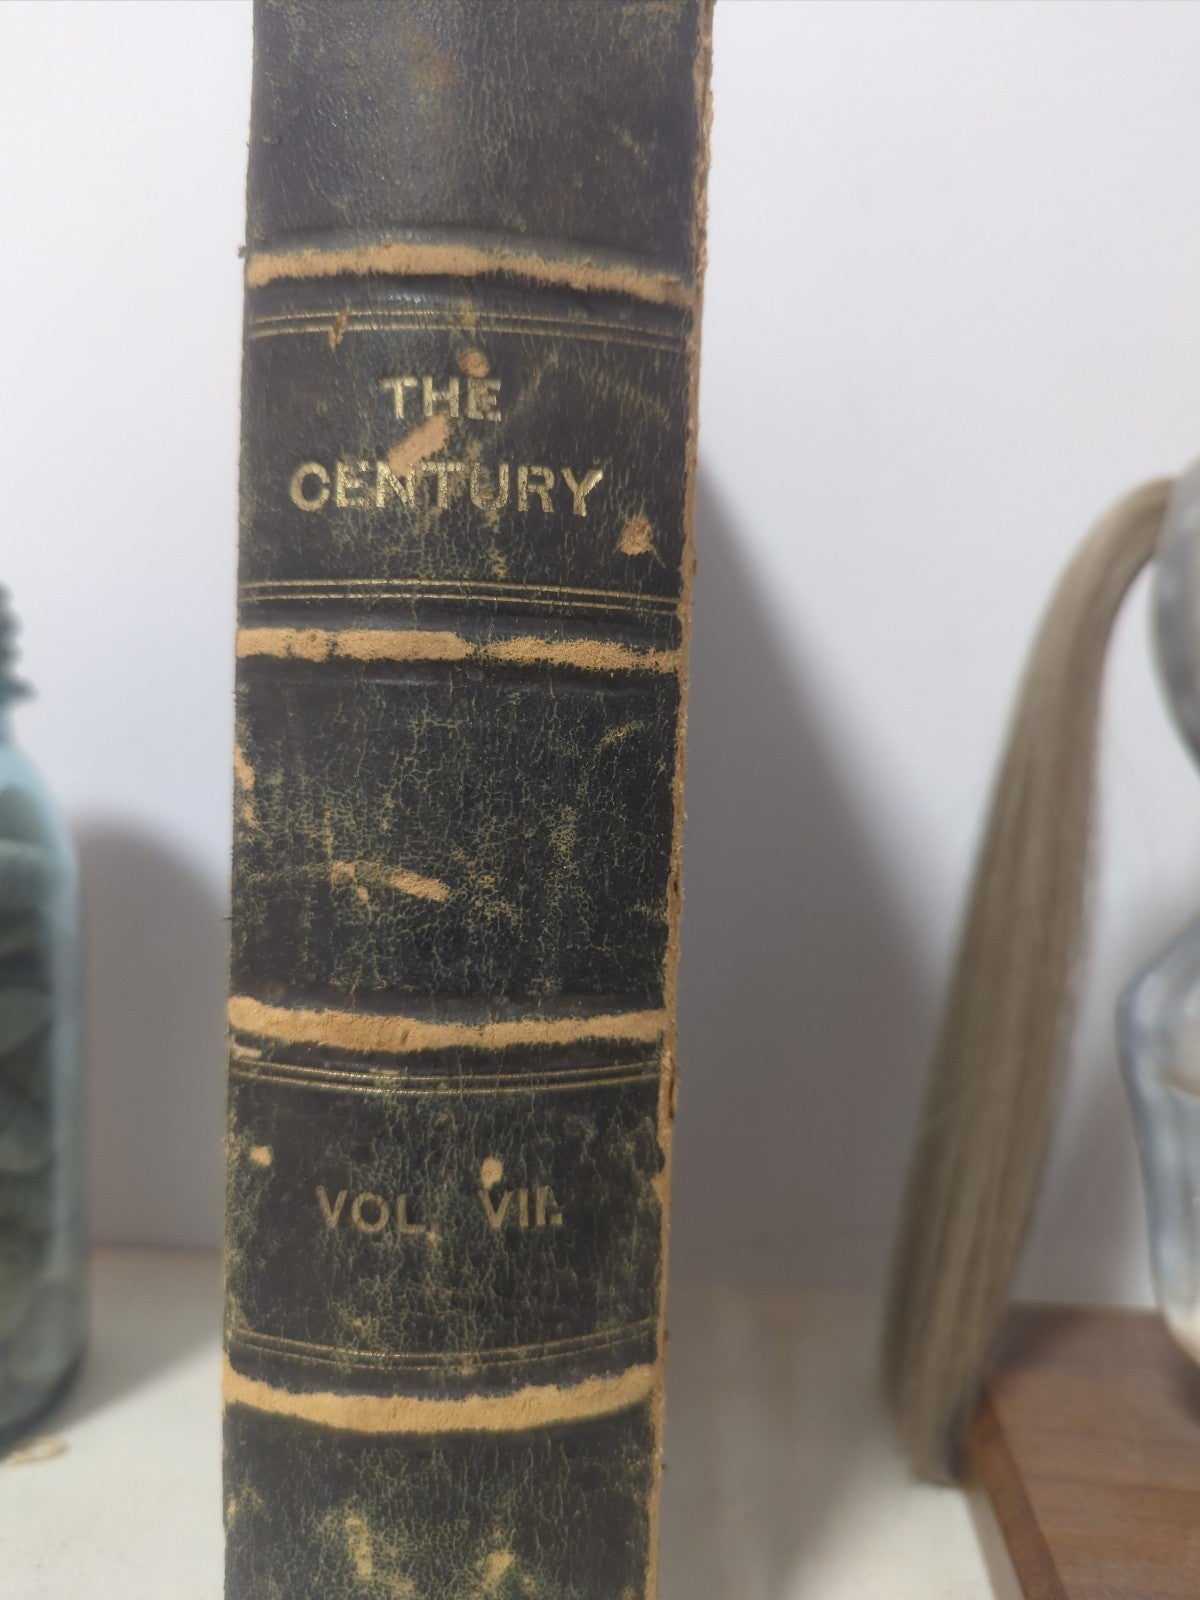 THE
CENTURY
VOL. VII.